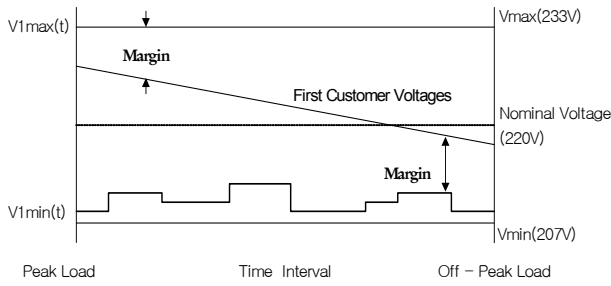 V1max(t)
Vmax(233V)
Margin
First Customer Voltages
Nominal Voltage
(220V)
Margin
V1min(t)
Vmin(207V)
Peak Load
Time Interval
Off - Peak Load